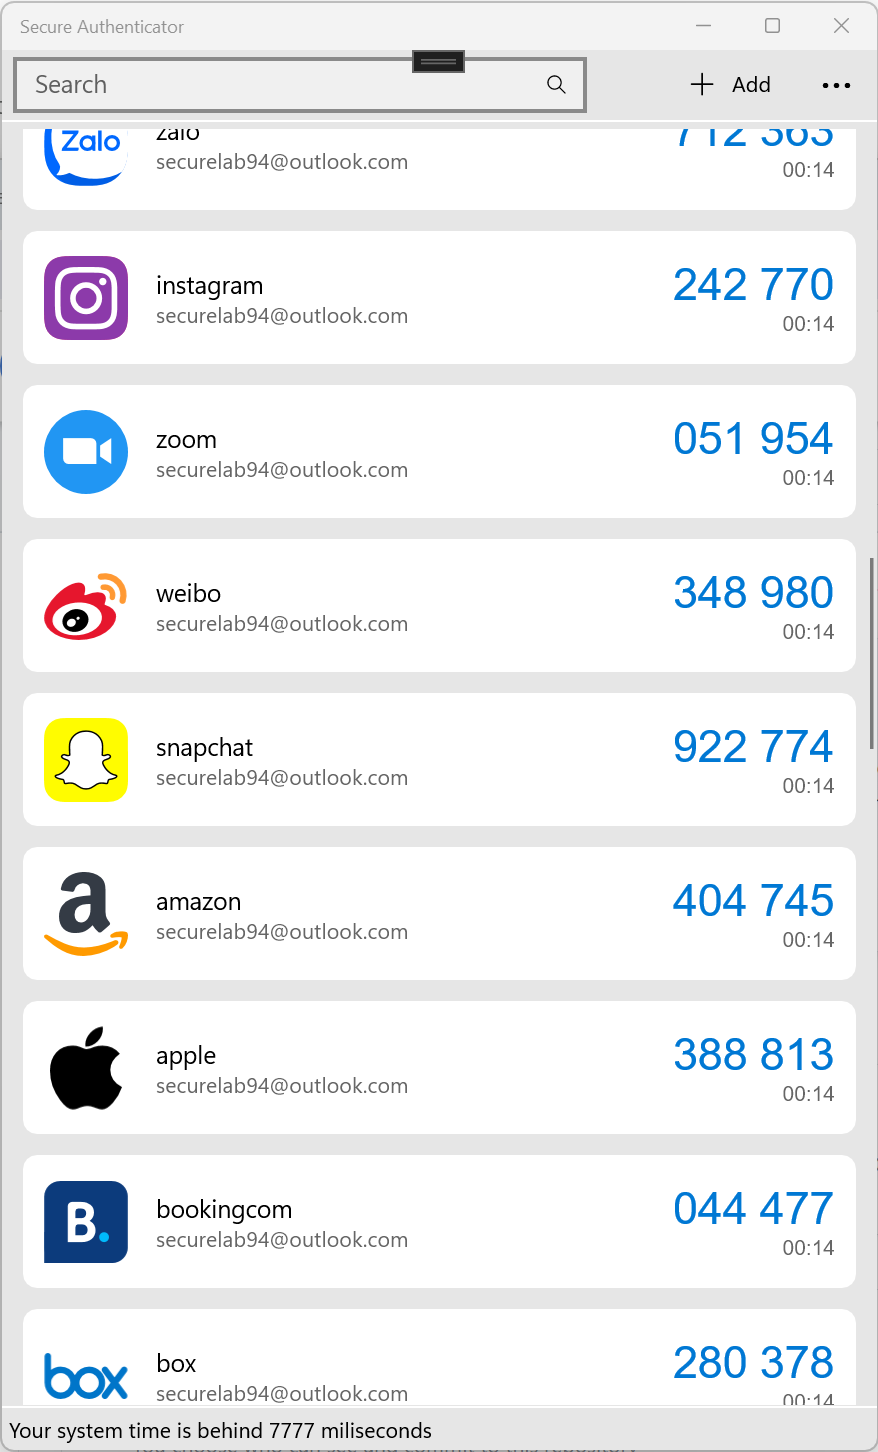 Secure Authenticator
Search
Add
Zalo
zalo
712 363
securelab94@outlook.com
00:14
instagram
242 770
securelab94@outlook.com
00:14
zoom
051 954
securelab94@outlook.com
00:14
weibo
348 980
securelab94@outlook.com
00:14
snapchat
922 774
securelab94@outlook.com
00:14
a
amazon
404 745
securelab94@outlook.com
00:14
apple
388 813
securelab94@outlook.com
00:14
B.
bookingcom
044 477
securelab94@outlook.com
00:14
box
box
280 378
securelab94@outlook.com
00:14
Your system time is behind 7777 miliseconds